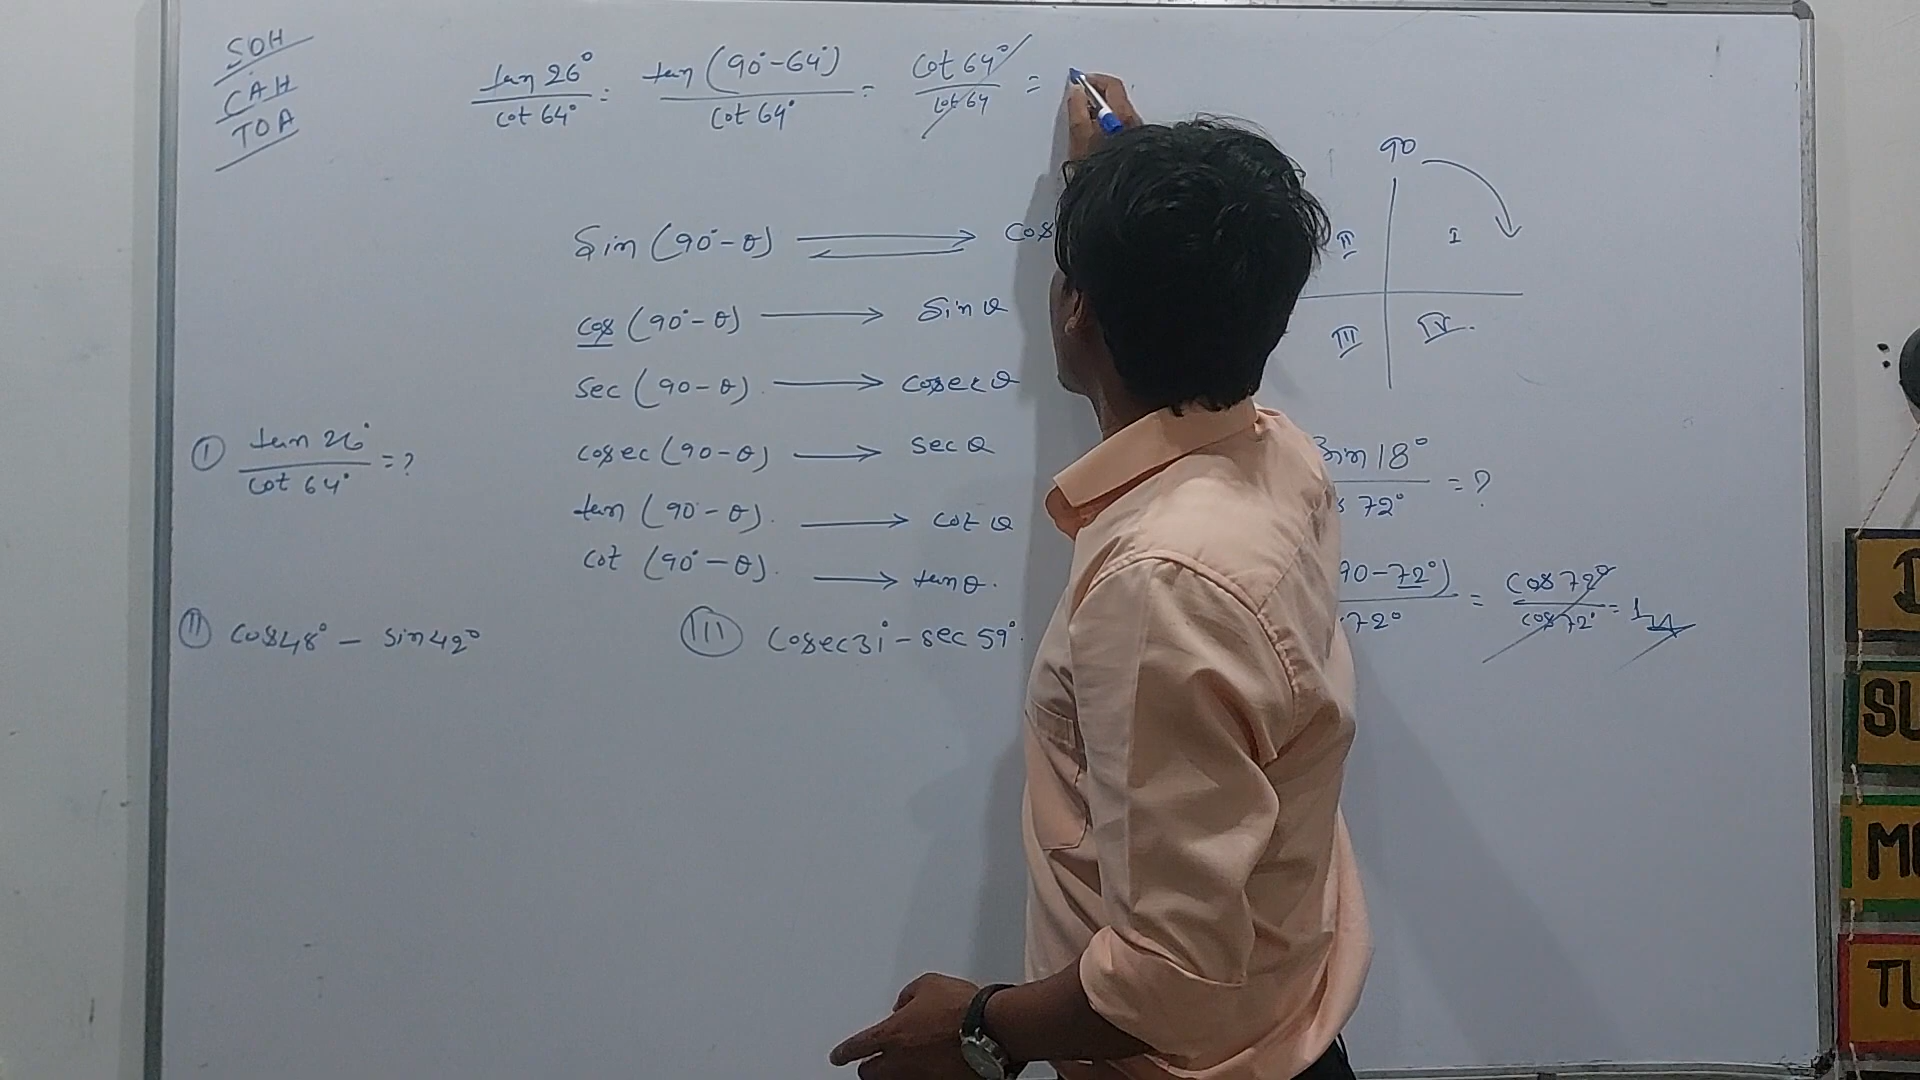 SOH
CAH
TOA
tan 26° / cot 64° = tan (90° - 64°) / cot 64° = cot 64° / cot 64 =
90
Sin (90° - θ) cos
II I
cos (90° - θ) → Sin θ
III IV.
Sec (90 - θ). → cosec θ
① tan 26° / cot 64° = ?
cosec (90 - θ) → sec θ
Sin 18° / s 72° = ?
tan (90 - θ). → cot θ
cot (90° - θ). → tan θ.
90 - 72°) / 72° = cos 72° / cos 72° = 1
II cos 48° - sin 42°
III cosec 31° - sec 59°.
SU
TU